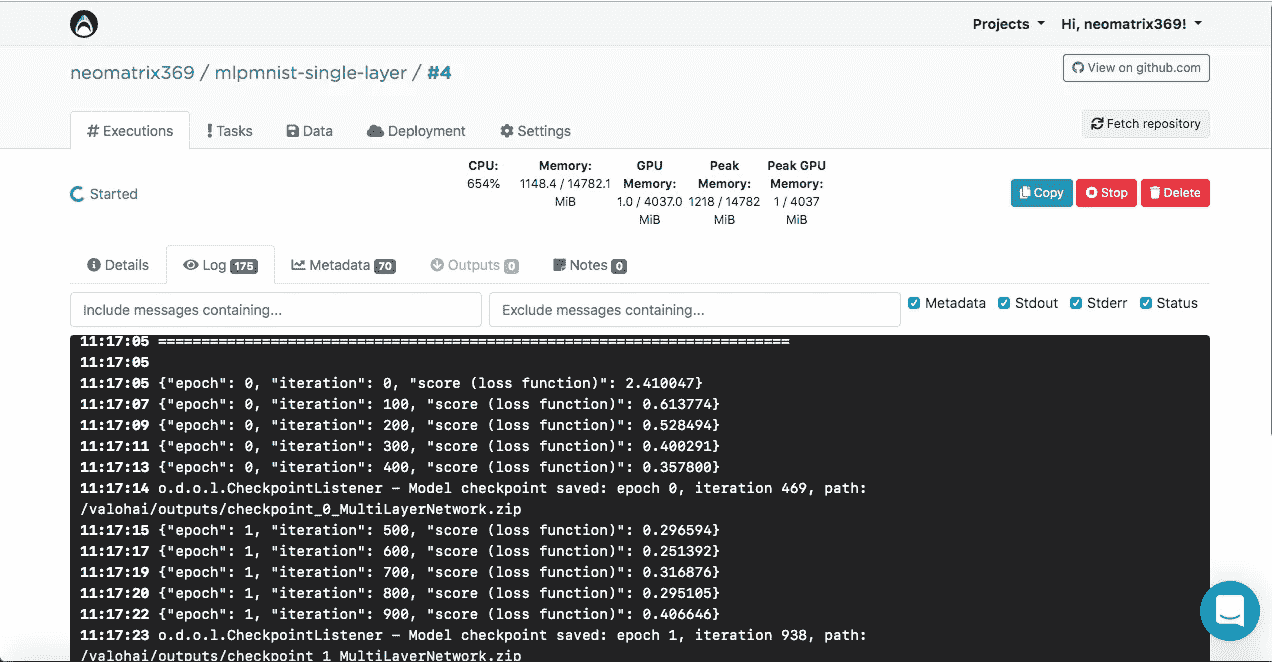 Projects Hi, neomatrix369!
neomatrix369 / mlpmnist-single-layer / #4
View on github.com
# Executions Tasks Data Deployment Settings
Fetch repository
Started
CPU:
654%
Memory:
1148.4 / 14782.1
MiB
GPU
Memory:
1.0 / 4037.0
MiB
Peak
Memory:
1218 / 14782
MiB
Peak GPU
Memory:
1 / 4037
MiB
Copy Stop Delete
Details Log 175 Metadata 70 Outputs 0 Notes 0
Include messages containing... Exclude messages containing... Metadata Stdout Stderr Status
11:17:05 =========================================================================
11:17:05
11:17:05 {"epoch": 0, "iteration": 0, "score (loss function)": 2.410047}
11:17:07 {"epoch": 0, "iteration": 100, "score (loss function)": 0.613774}
11:17:09 {"epoch": 0, "iteration": 200, "score (loss function)": 0.528494}
11:17:11 {"epoch": 0, "iteration": 300, "score (loss function)": 0.400291}
11:17:13 {"epoch": 0, "iteration": 400, "score (loss function)": 0.357800}
11:17:14 o.d.o.l.CheckpointListener – Model checkpoint saved: epoch 0, iteration 469, path:
/valohai/outputs/checkpoint_0_MultiLayerNetwork.zip
11:17:15 {"epoch": 1, "iteration": 500, "score (loss function)": 0.296594}
11:17:17 {"epoch": 1, "iteration": 600, "score (loss function)": 0.251392}
11:17:19 {"epoch": 1, "iteration": 700, "score (loss function)": 0.316876}
11:17:20 {"epoch": 1, "iteration": 800, "score (loss function)": 0.295105}
11:17:22 {"epoch": 1, "iteration": 900, "score (loss function)": 0.406646}
11:17:23 o.d.o.l.CheckpointListener – Model checkpoint saved: epoch 1, iteration 938, path:
/valohai/outputs/checkpoint_1_MultiLayerNetwork.zip